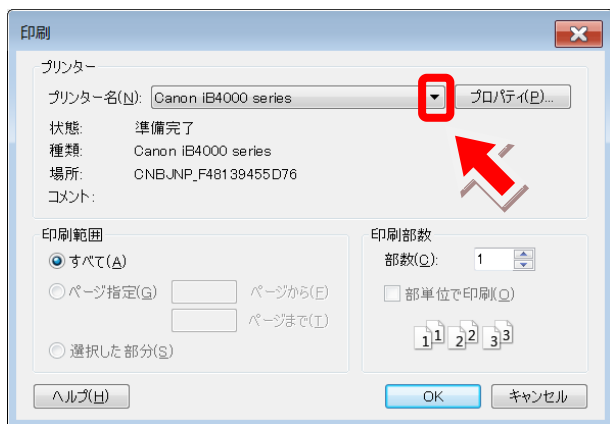 印刷
プリンター
プリンター名(N): Canon iB4000 series プロパティ(P)...
状態: 準備完了
種類: Canon iB4000 series
場所: CNBJNP_F48139455D76
コメント:
印刷範囲
すべて(A)
ページ指定(G) ページから(F)
ページまで(T)
選択した部分(S)
印刷部数
部数(C): 1
部単位で印刷(O)
1 1 2 2 3 3
ヘルプ(H) OK キャンセル